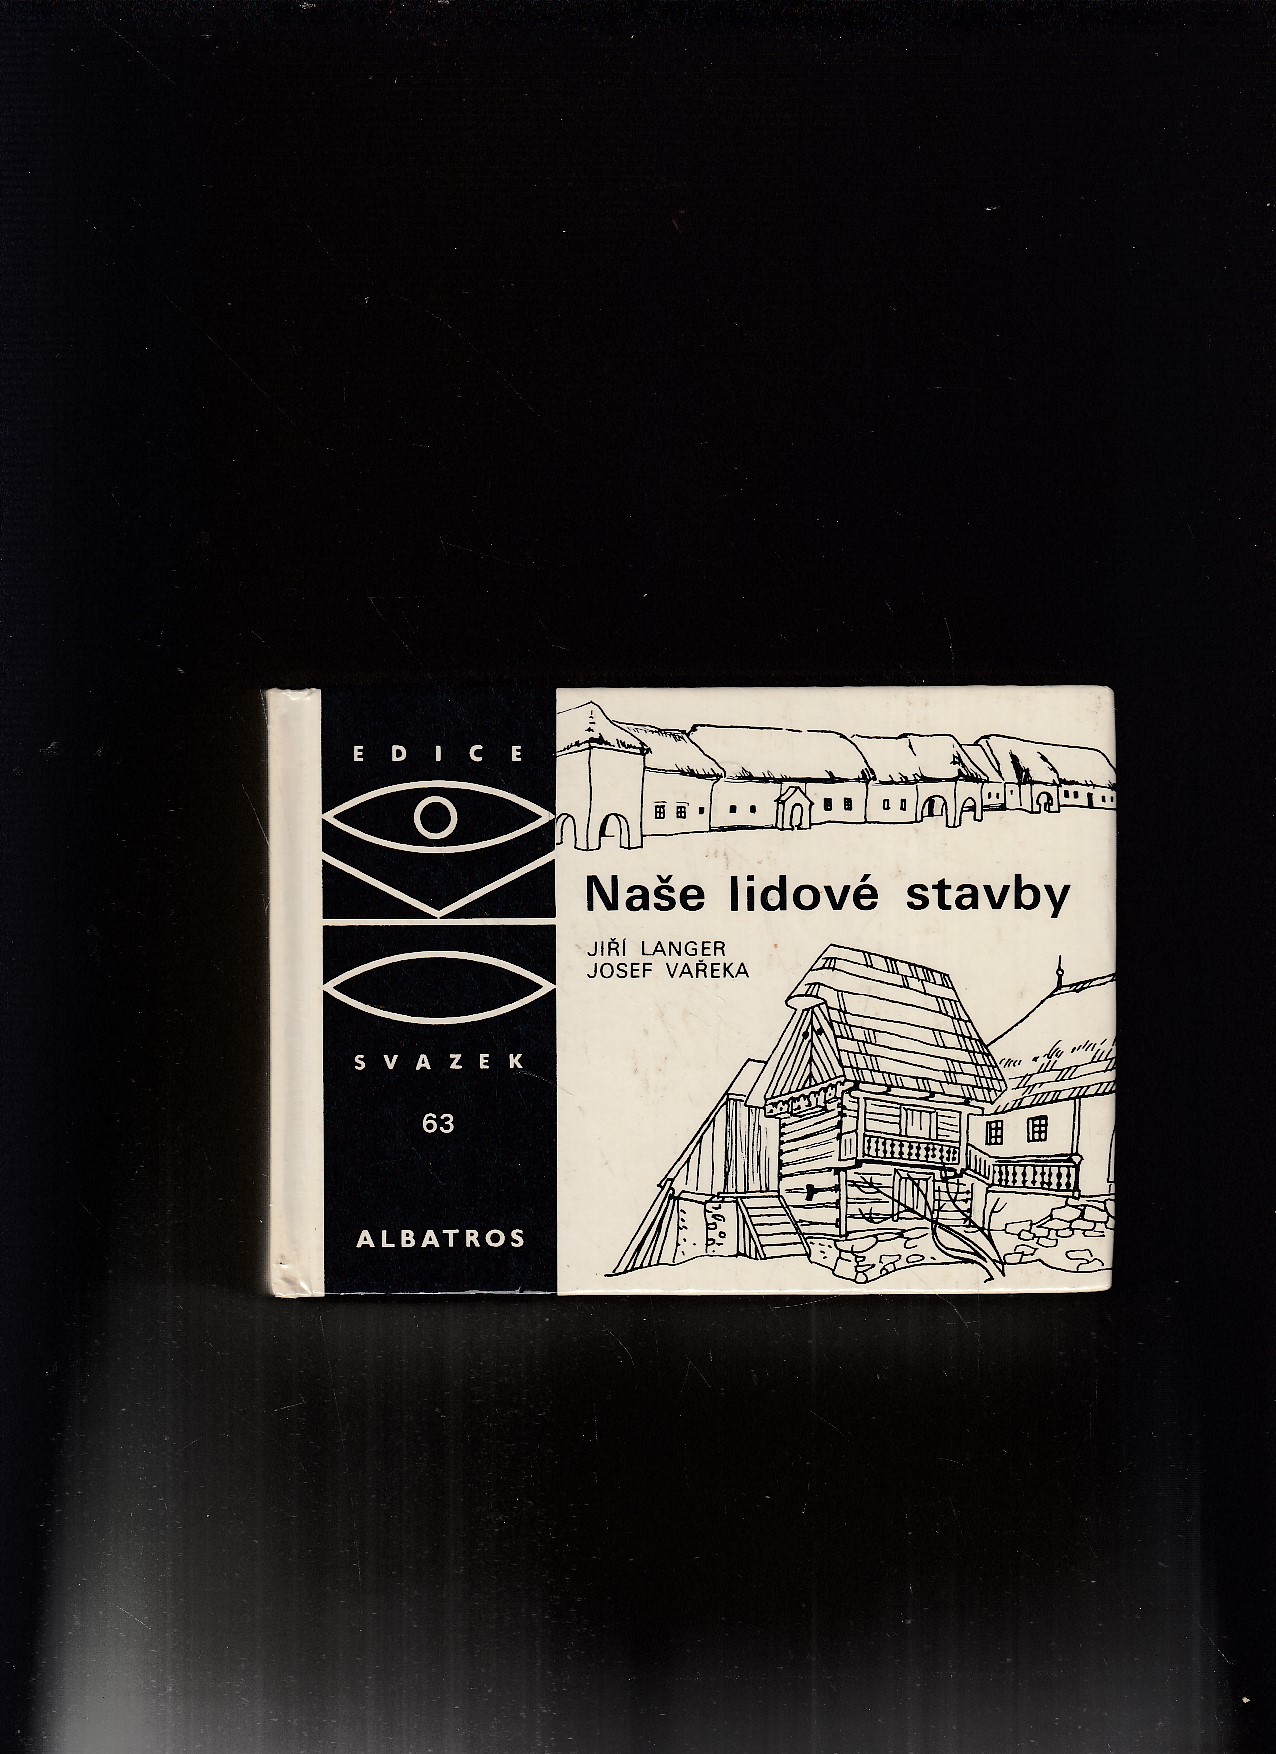 EDICE
SVAZEK
63
ALBATROS
Naše lidové stavby
JIŘÍ LANGER
JOSEF VAŘEKA